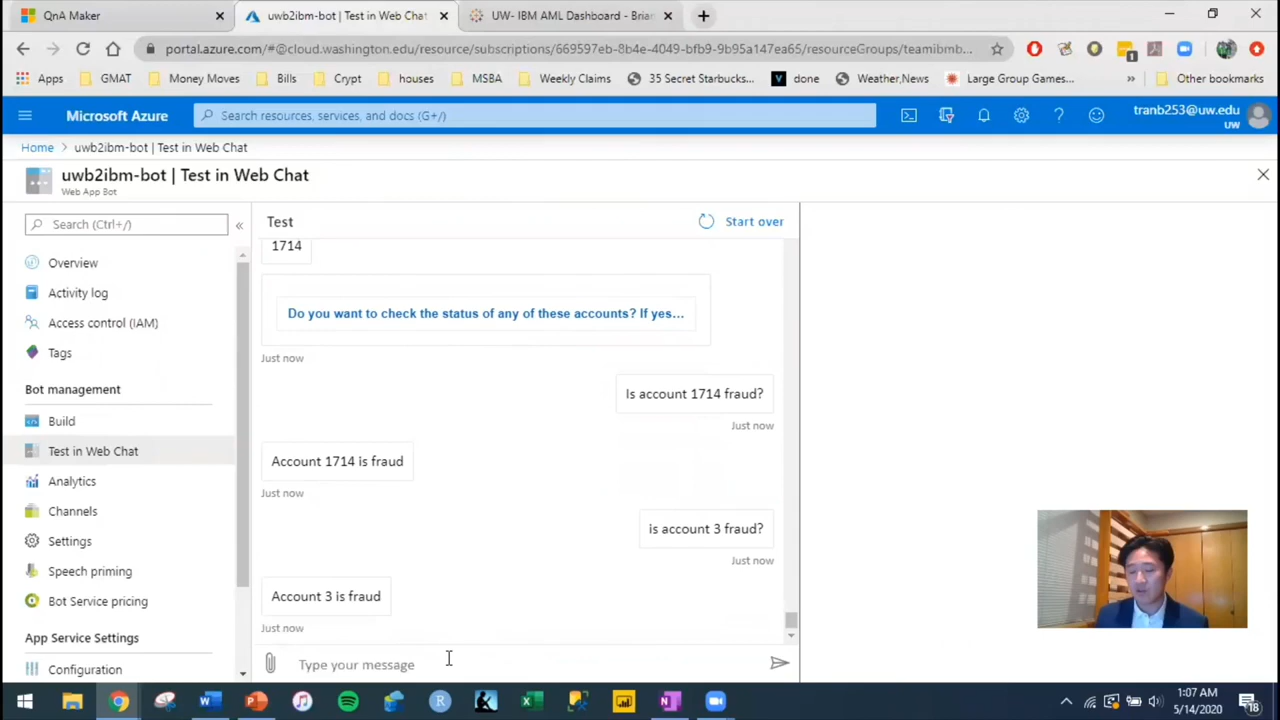 QnA Maker
uwb2ibm-bot | Test in Web Chat
UW- IBM AML Dashboard - Brian
portal.azure.com/#@cloud.washington.edu/resource/subscriptions/669597eb-8b4e-4049-bfb9-9b95a147ea65/resourceGroups/teamibmb...
Apps
GMAT
Money Moves
Bills
Crypt
houses
MSBA
Weekly Claims
35 Secret Starbucks...
done
Weather,News
Large Group Games...
»
Other bookmarks
Microsoft Azure
Search resources, services, and docs (G+/)
tranb253@uw.edu
UW
Home > uwb2ibm-bot | Test in Web Chat
uwb2ibm-bot | Test in Web Chat
Web App Bot
Search (Ctrl+/)
«
Overview
Activity log
Access control (IAM)
Tags
Bot management
Build
Test in Web Chat
Analytics
Channels
Settings
Speech priming
Bot Service pricing
App Service Settings
Configuration
Test
Start over
1714
Do you want to check the status of any of these accounts? If yes...
Just now
Is account 1714 fraud?
Just now
Account 1714 is fraud
Just now
is account 3 fraud?
Just now
Account 3 is fraud
Just now
Type your message
1:07 AM
5/14/2020
18